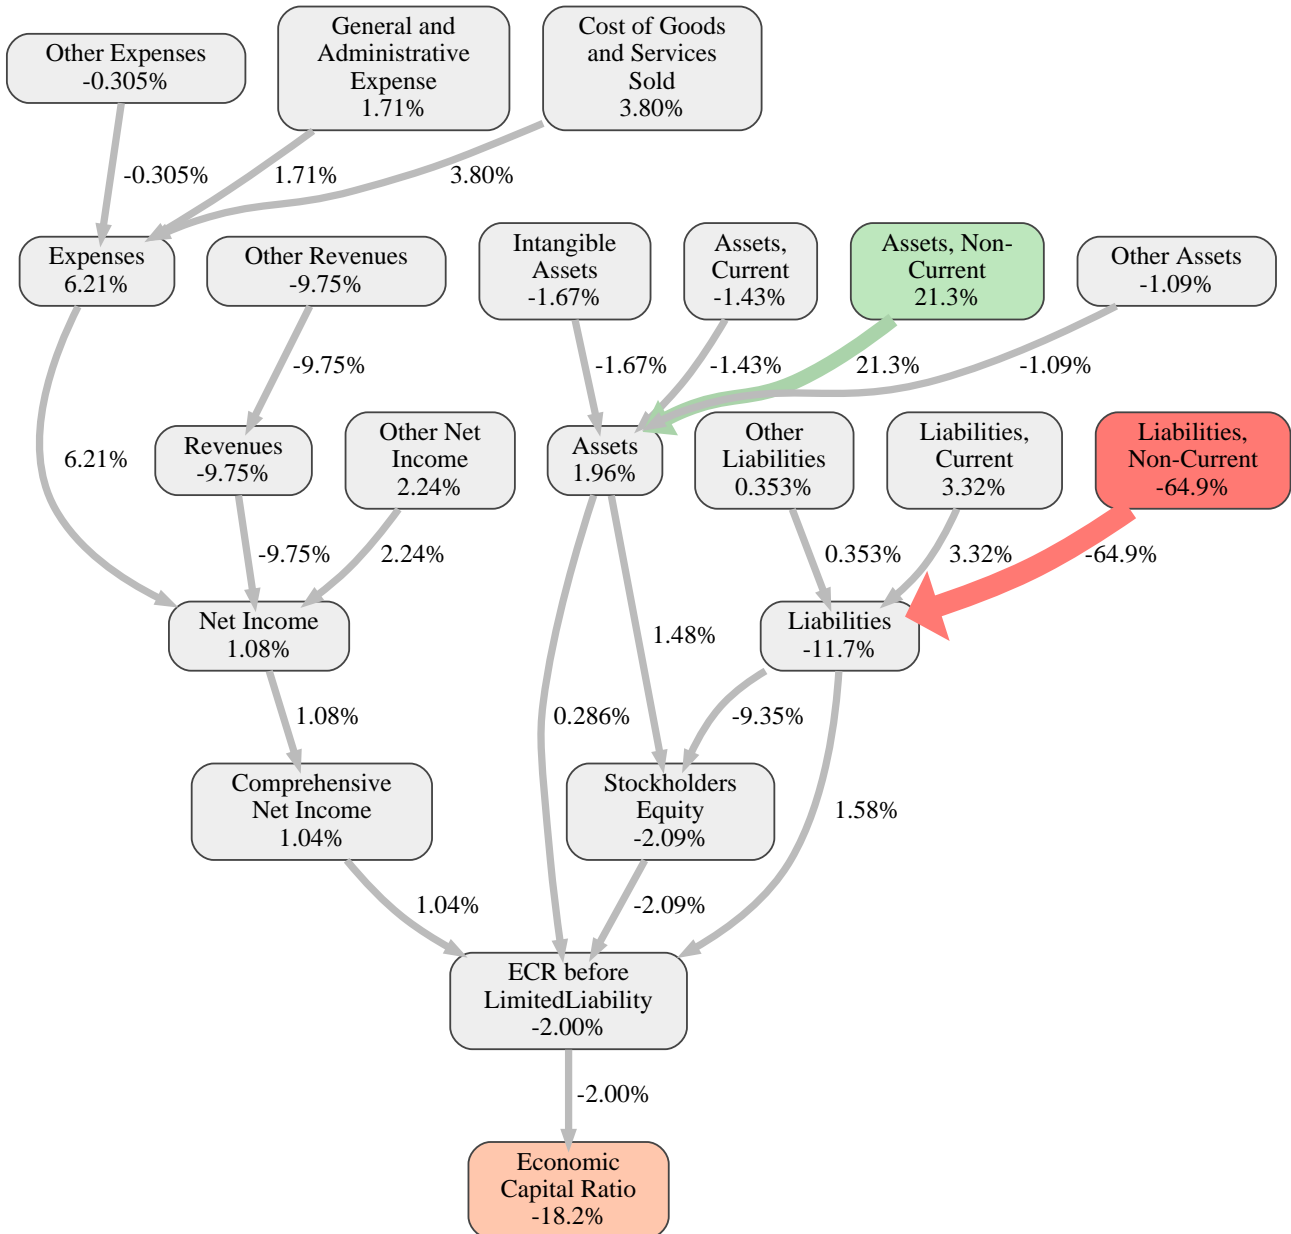 Other Expenses
-0.305%
General and
Administrative
Expense
1.71%
Cost of Goods
and Services
Sold
3.80%
-0.305%
1.71%
3.80%
Expenses
6.21%
Other Revenues
-9.75%
Intangible
Assets
-1.67%
Assets,
Current
-1.43%
Assets, Non-
Current
21.3%
Other Assets
-1.09%
-9.75%
-1.67%
-1.43%
21.3%
-1.09%
6.21%
Revenues
-9.75%
Other Net
Income
2.24%
Assets
1.96%
Other
Liabilities
0.353%
Liabilities,
Current
3.32%
Liabilities,
Non-Current
-64.9%
-9.75%
2.24%
0.353%
3.32%
-64.9%
Net Income
1.08%
1.48%
Liabilities
-11.7%
1.08%
0.286%
-9.35%
Comprehensive
Net Income
1.04%
Stockholders
Equity
-2.09%
1.58%
1.04%
-2.09%
ECR before
LimitedLiability
-2.00%
-2.00%
Economic
Capital Ratio
-18.2%